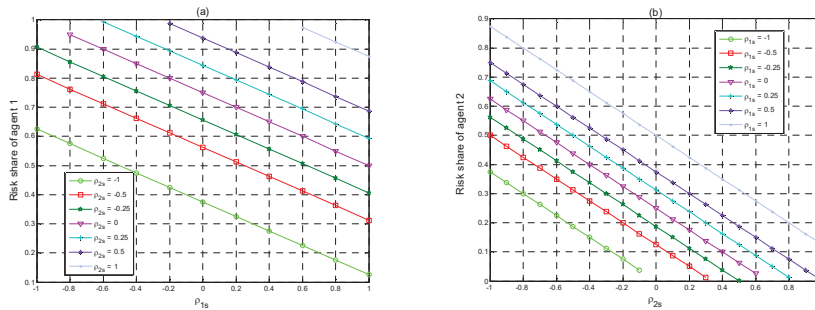 (a)
Risk share of agent 1
1
0.9
0.8
0.7
0.6
0.5
0.4
0.3
0.2
0.1
ρ2s = -1
ρ2s = -0.5
ρ2s = -0.25
ρ2s = 0
ρ2s = 0.25
ρ2s = 0.5
ρ2s = 1
-1 -0.8 -0.6 -0.4 -0.2 0 0.2 0.4 0.6 0.8 1
ρ1s
(b)
Risk share of agent 2
0.9
0.8
0.7
0.6
0.5
0.4
0.3
0.2
0.1
0
ρ1s = -1
ρ1s = -0.5
ρ1s = -0.25
ρ1s = 0
ρ1s = 0.25
ρ1s = 0.5
ρ1s = 1
-1 -0.8 -0.6 -0.4 -0.2 0 0.2 0.4 0.6 0.8
ρ2s